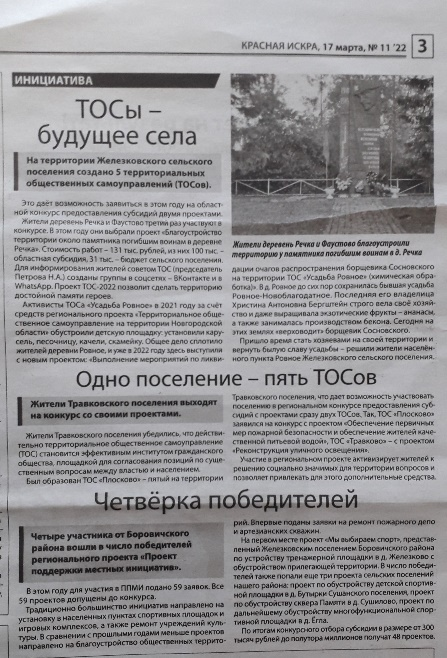 КРАСНАЯ ИСКРА, 17 марта, № 11 '22 3
ИНИЦИАТИВА
ТОСы –
будущее села
На территории Железковского сельского
поселения создано 5 территориальных
общественных самоуправлений (ТОСов).
Это даёт возможность заявиться в этом году на област-
ной конкурс предоставления субсидий двумя проектами.
Жители деревень Речка и Фаустово третий раз участвуют в
конкурсе. В этом году они выбрали проект «Благоустройство
территории около памятника погибшим воинам в деревне
Речка». Стоимость работ – 131 тыс. рублей, из них 100 тыс. –
областная субсидия, 31 тыс. – бюджет сельского поселения.
Для информирования жителей советом ТОС (председатель
Петрова Н.А.) созданы группы в соцсетях – ВКонтакте и в
WhatsApp. Проект ТОС-2022 позволит сделать территорию
достойной памяти героев.
Активисты ТОСа «Усадьба Ровное» в 2021 году за счёт
средств регионального проекта «Территориальное обще-
ственное самоуправление на территории Новгородской
области» обустроили детскую площадку: установили кару-
сель, песочницу, качели, скамейку. Общее дело сплотило
жителей деревни Ровное, и уже в 2022 году здесь выступили
с новым проектом: «Выполнение мероприятий по ликви-
Жители деревень Речка и Фаустово благоустроили
территорию у памятника погибшим воинам в д. Речка
дации очагов распространения борщевика Сосновского
на территории ТОС «Усадьба Ровное» (химическая обра-
ботка)». В д. Ровное до сих пор сохранилась бывшая усадьба
Ровное-Новоблагодатное. Последняя его владелица
Христина Антоновна Бергштейн строго вела своё хозяй-
ство и даже выращивала экзотические фрукты – ананасы,
а также занималась производством бекона. Сегодня на
этих землях «верховодит» борщевик Сосновского.
Пришло время стать хозяевами на своей территории и
вернуть былую славу усадьбы – решили жители населён-
ного пункта Ровное Железковского сельского поселения.
Одно поселение – пять ТОСов
Жители Травковского поселения выходят
на конкурс со своими проектами.
Жители Травковского поселения убедились, что действи-
тельно территориальное общественное самоуправление
(ТОС) становится эффективным институтом гражданского
общества, площадкой для согласования позиций по суще-
ственным вопросам между властью и населением.
Был образован ТОС «Плосково» – пятый на территории
Травковского поселения, что дает возможность участвовать
поселению в региональном конкурсе предоставления субси-
дий с проектами сразу двух ТОСов. Так, ТОС «Плосково»
заявился на конкурс с проектом «Обеспечение первичных
мер пожарной безопасности и обеспечение жителей качест-
венной питьевой водой», ТОС «Травково» – с проектом
«Реконструкция уличного освещения».
Участие в региональном проекте активизирует жителей к
решению социально значимых для территории вопросов и
позволяет привлекать для этого дополнительные средства.
Четвёрка победителей
Четыре участника от Боровичского
района вошли в число победителей
регионального проекта «Проект
поддержки местных инициатив».
В этом году для участия в ППМИ подано 59 заявок. Все
59 проектов допущены до конкурса.
Традиционно большинство инициатив направлено на
установку в населенных пунктах спортивных площадок и
игровых комплексов, а также ремонт учреждений культу-
ры. В сравнении с прошлыми годами меньше проектов
направлено на благоустройство общественных террито-
рий. Впервые поданы заявки на ремонт пожарного депо
и артезианских скважин.
На первом месте проект «Мы выбираем спорт», представ-
ленный Железковским поселением Боровичского района по
устройству тренажерной площадки в д. Железково с
обустройством прилегающей территории. В число победи-
телей также попали еще три проекта сельских поселений
нашего района: проект по обустройству детской спортив-
ной площадки в д. Бутырки Сушанского поселения, проект
по обустройству сквера Памяти в д. Сушилово, проект по
дальнейшему обустройству многофункциональной спор-
тивной площадки в д. Ёгла.
По итогам конкурсного отбора субсидии в размере от 300
тысяч рублей до полутора миллионов получат 48 проектов.